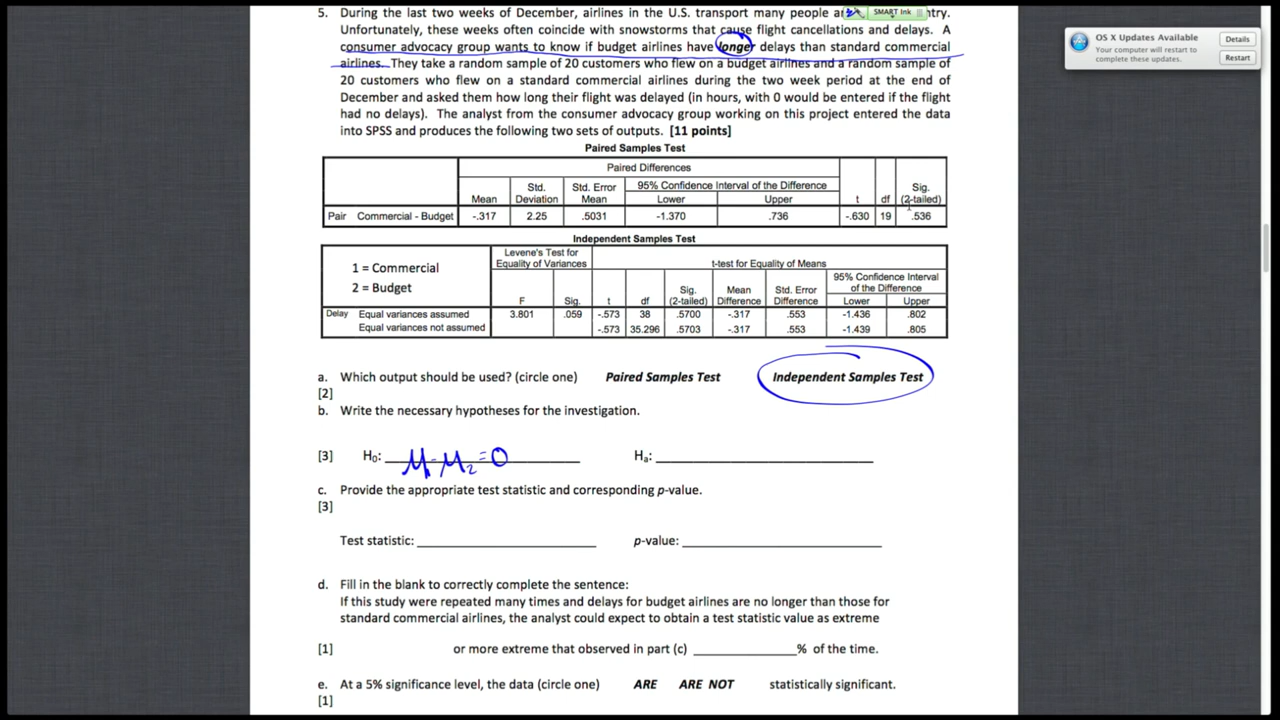 5. During the last two weeks of December, airlines in the U.S. transport many people ntry.
SMART Ink
Unfortunately, these weeks often coincide with snowstorms that cause flight cancellations and delays. A
consumer advocacy group wants to know if budget airlines have longer delays than standard commercial
airlines. They take a random sample of 20 customers who flew on a budget airlines and a random sample of
20 customers who flew on a standard commercial airlines during the two week period at the end of
December and asked them how long their flight was delayed (in hours, with 0 would be entered if the flight
had no delays). The analyst from the consumer advocacy group working on this project entered the data
into SPSS and produces the following two sets of outputs. [11 points]
OS X Updates Available
Your computer will restart to
complete these updates.
Details
Restart
Paired Samples Test
Paired Differences
Mean Std. Deviation Std. Error Mean 95% Confidence Interval of the Difference Lower Upper t df Sig. (2-tailed)
Pair Commercial - Budget -.317 2.25 .5031 -1.370 .736 -.630 19 .536
Independent Samples Test
1 = Commercial
2 = Budget
Levene's Test for Equality of Variances t-test for Equality of Means
F Sig. t df Sig. (2-tailed) Mean Difference Std. Error Difference 95% Confidence Interval of the Difference Lower Upper
Delay Equal variances assumed 3.801 .059 -.573 38 .5700 -.317 .553 -1.436 .802
Equal variances not assumed -.573 35.296 .5703 -.317 .553 -1.439 .805
a. Which output should be used? (circle one) Paired Samples Test Independent Samples Test
[2]
b. Write the necessary hypotheses for the investigation.
[3] H0: μ1-μ2=0 Ha:
c. Provide the appropriate test statistic and corresponding p-value.
[3]
Test statistic: p-value:
d. Fill in the blank to correctly complete the sentence:
If this study were repeated many times and delays for budget airlines are no longer than those for
standard commercial airlines, the analyst could expect to obtain a test statistic value as extreme
[1] or more extreme that observed in part (c) % of the time.
e. At a 5% significance level, the data (circle one) ARE ARE NOT statistically significant.
[1]